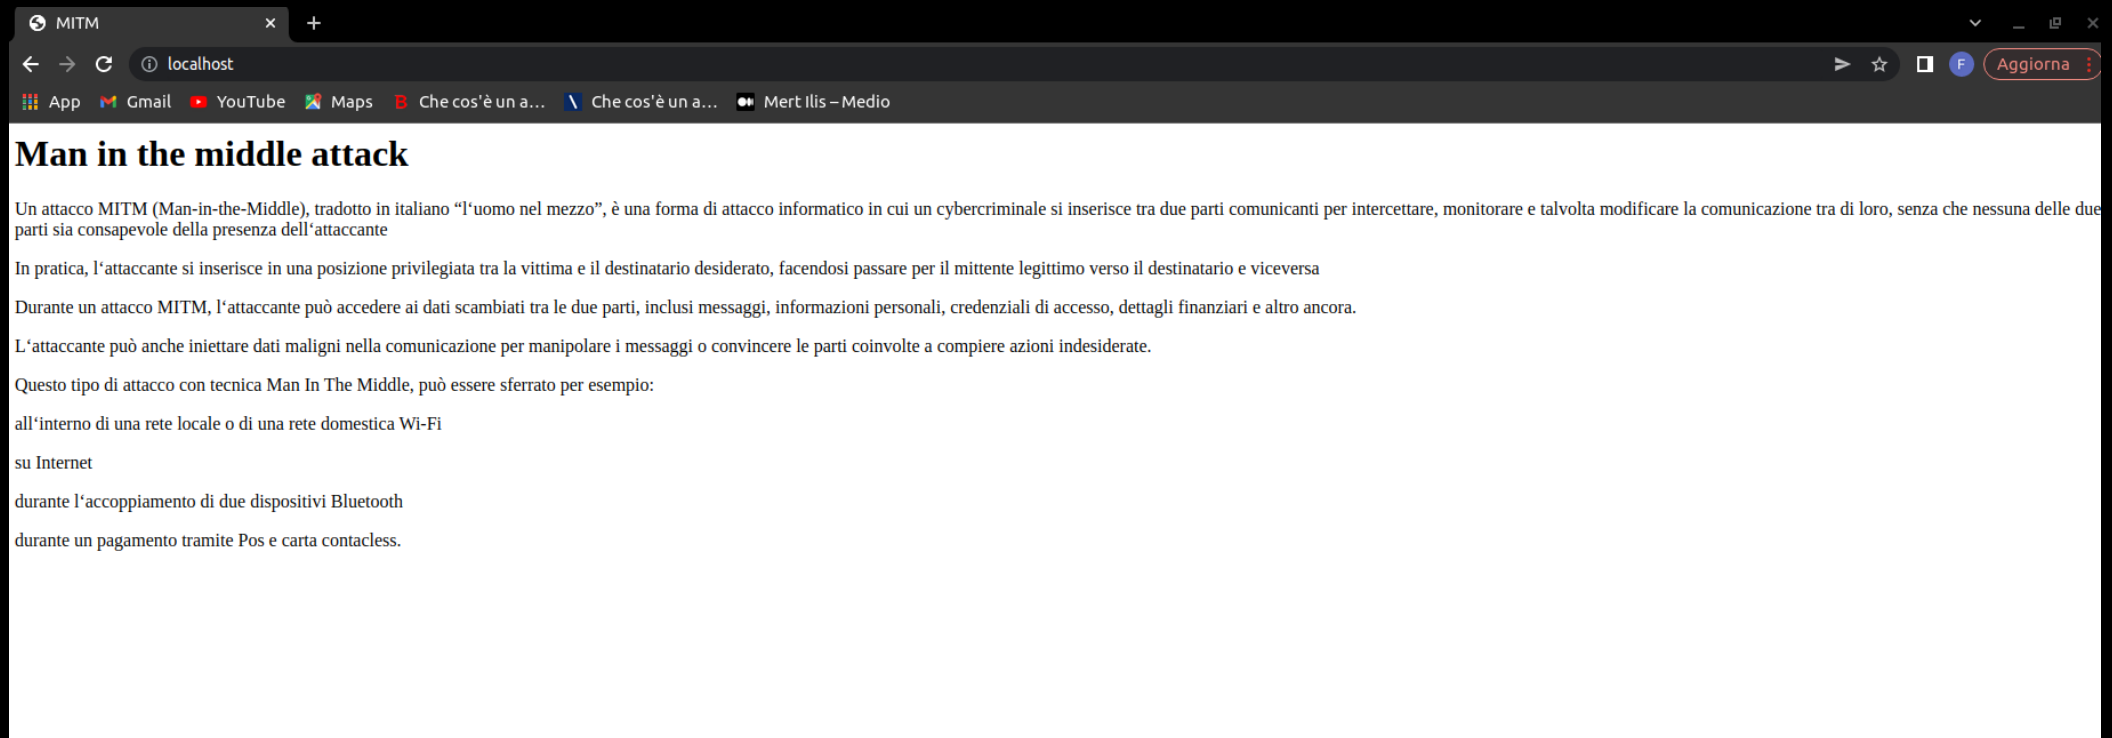 MITM
localhost
F
Aggiorna
App
Gmail
YouTube
Maps
B
Che cos'è un a...
\
Che cos'è un a...
Mert Ilis – Medio
Man in the middle attack
Un attacco MITM (Man-in-the-Middle), tradotto in italiano “l‘uomo nel mezzo”, è una forma di attacco informatico in cui un cybercriminale si inserisce tra due parti comunicanti per intercettare, monitorare e talvolta modificare la comunicazione tra di loro, senza che nessuna delle due
parti sia consapevole della presenza dell‘attaccante
In pratica, l‘attaccante si inserisce in una posizione privilegiata tra la vittima e il destinatario desiderato, facendosi passare per il mittente legittimo verso il destinatario e viceversa
Durante un attacco MITM, l‘attaccante può accedere ai dati scambiati tra le due parti, inclusi messaggi, informazioni personali, credenziali di accesso, dettagli finanziari e altro ancora.
L‘attaccante può anche iniettare dati maligni nella comunicazione per manipolare i messaggi o convincere le parti coinvolte a compiere azioni indesiderate.
Questo tipo di attacco con tecnica Man In The Middle, può essere sferrato per esempio:
all‘interno di una rete locale o di una rete domestica Wi-Fi
su Internet
durante l‘accoppiamento di due dispositivi Bluetooth
durante un pagamento tramite Pos e carta contacless.